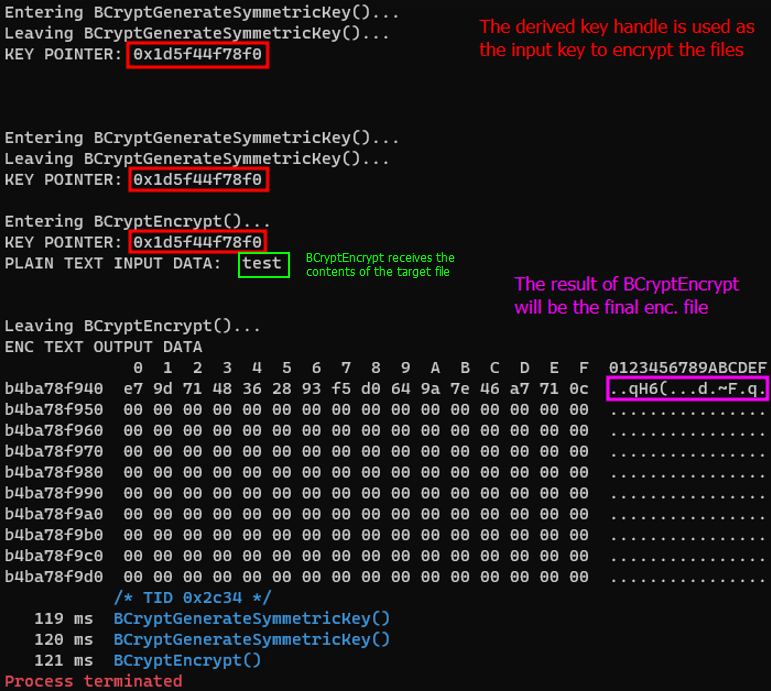 Entering BCryptGenerateSymmetricKey()...
Leaving BCryptGenerateSymmetricKey()...
KEY POINTER: 0x1d5f44f78f0
The derived key handle is used as
the input key to encrypt the files
Entering BCryptGenerateSymmetricKey()...
Leaving BCryptGenerateSymmetricKey()...
KEY POINTER: 0x1d5f44f78f0
Entering BCryptEncrypt()...
KEY POINTER: 0x1d5f44f78f0
PLAIN TEXT INPUT DATA: test
BCryptEncrypt receives the
contents of the target file
The result of BCryptEncrypt
will be the final enc. file
Leaving BCryptEncrypt()...
ENC TEXT OUTPUT DATA
0 1 2 3 4 5 6 7 8 9 A B C D E F 0123456789ABCDEF
b4ba78f940 e7 9d 71 48 36 28 93 f5 d0 64 9a 7e 46 a7 71 0c ..qH6(...d.~F.q.
b4ba78f950 00 00 00 00 00 00 00 00 00 00 00 00 00 00 00 00 ................
b4ba78f960 00 00 00 00 00 00 00 00 00 00 00 00 00 00 00 00 ................
b4ba78f970 00 00 00 00 00 00 00 00 00 00 00 00 00 00 00 00 ................
b4ba78f980 00 00 00 00 00 00 00 00 00 00 00 00 00 00 00 00 ................
b4ba78f990 00 00 00 00 00 00 00 00 00 00 00 00 00 00 00 00 ................
b4ba78f9a0 00 00 00 00 00 00 00 00 00 00 00 00 00 00 00 00 ................
b4ba78f9b0 00 00 00 00 00 00 00 00 00 00 00 00 00 00 00 00 ................
b4ba78f9c0 00 00 00 00 00 00 00 00 00 00 00 00 00 00 00 00 ................
b4ba78f9d0 00 00 00 00 00 00 00 00 00 00 00 00 00 00 00 00 ................
/* TID 0x2c34 */
119 ms BCryptGenerateSymmetricKey()
120 ms BCryptGenerateSymmetricKey()
121 ms BCryptEncrypt()
Process terminated